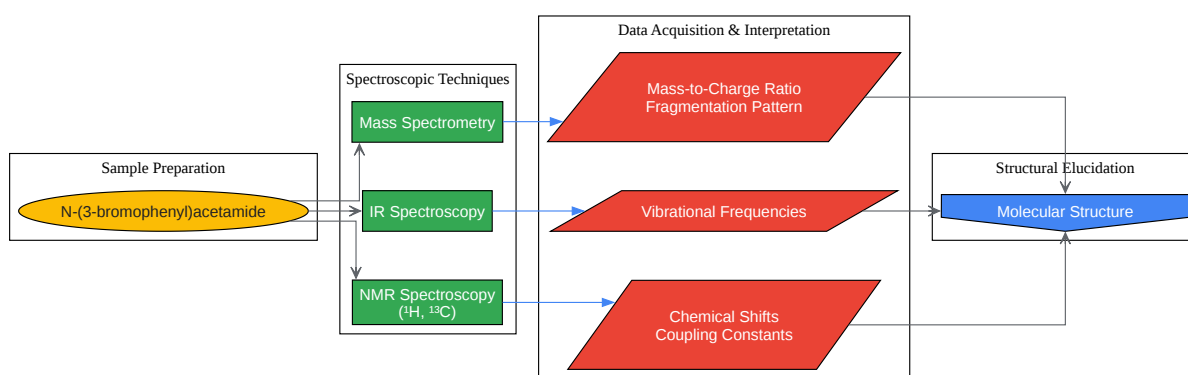 Sample Preparation
N-(3-bromophenyl)acetamide
Spectroscopic Techniques
Mass Spectrometry
IR Spectroscopy
NMR Spectroscopy
(¹H, ¹³C)
Data Acquisition & Interpretation
Mass-to-Charge Ratio
Fragmentation Pattern
Vibrational Frequencies
Chemical Shifts
Coupling Constants
Structural Elucidation
Molecular Structure